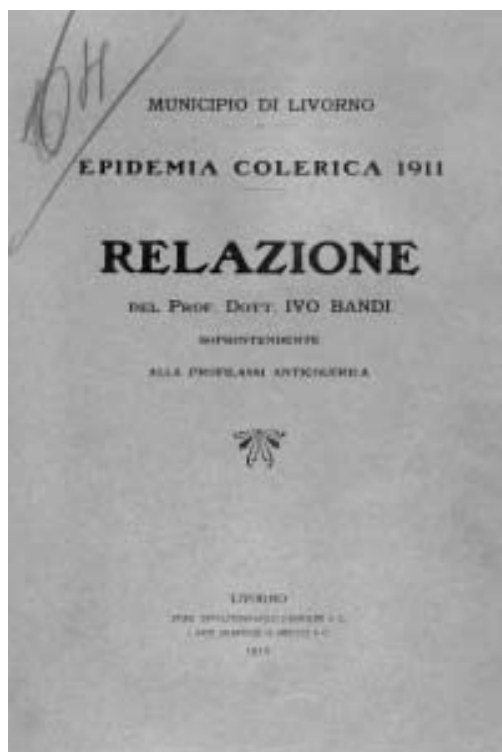 MUNICIPIO DI LIVORNO
EPIDEMIA COLERICA 1911
RELAZIONE
DEL PROF. DOTT. IVO BANDI
SOPRINTENDENTE
ALLA PROFILASSI ANTICOLERICA
LIVORNO